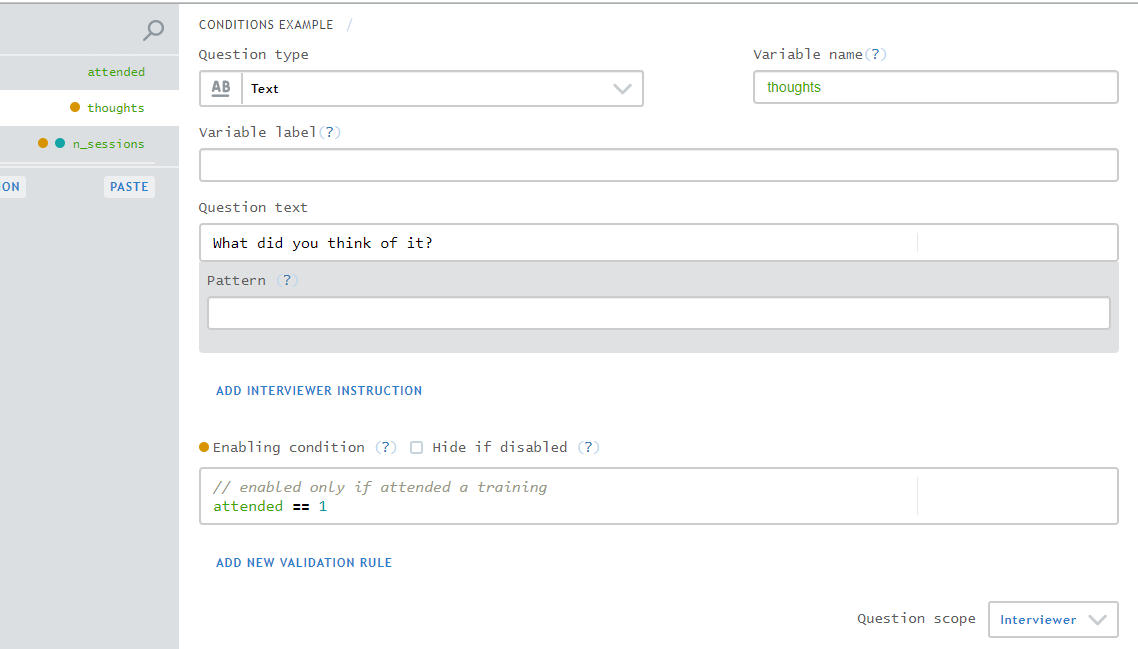 attended
thoughts
n_sessions
ON
PASTE
CONDITIONS EXAMPLE /
Question type
AB Text
Variable name(?)
thoughts
Variable label(?)
Question text
What did you think of it?
Pattern (?)
ADD INTERVIEWER INSTRUCTION
Enabling condition (?) Hide if disabled (?)
// enabled only if attended a training
attended == 1
ADD NEW VALIDATION RULE
Question scope Interviewer